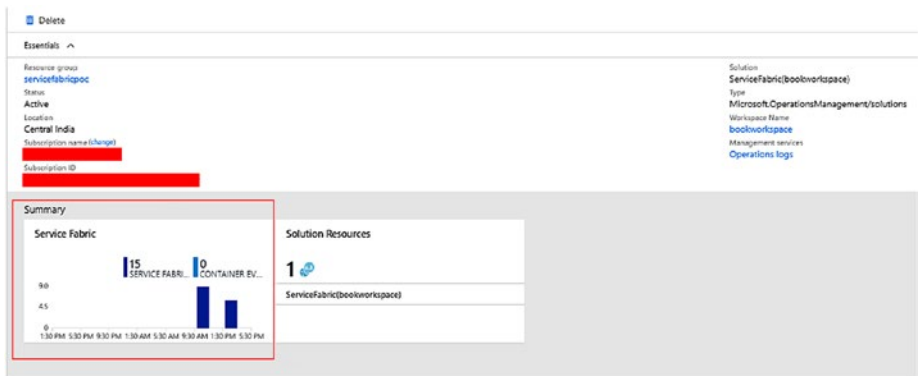 Delete
Essentials
Resource group
servicefabricpoc
Status
Active
Location
Central India
Subscription name (change)
Subscription ID
Solution
ServiceFabric(bookworkspace)
Type
Microsoft.OperationsManagement/solutions
Workspace Name
bookworkspace
Management services
Operations logs
Summary
Service Fabric
15
SERVICE FABRI...
0
CONTAINER EV...
9.0
4.5
0
1:30 PM 5:30 PM 9:30 PM 1:30 AM 5:30 AM 9:30 AM 1:30 PM 5:30 PM
Solution Resources
1
ServiceFabric(bookworkspace)